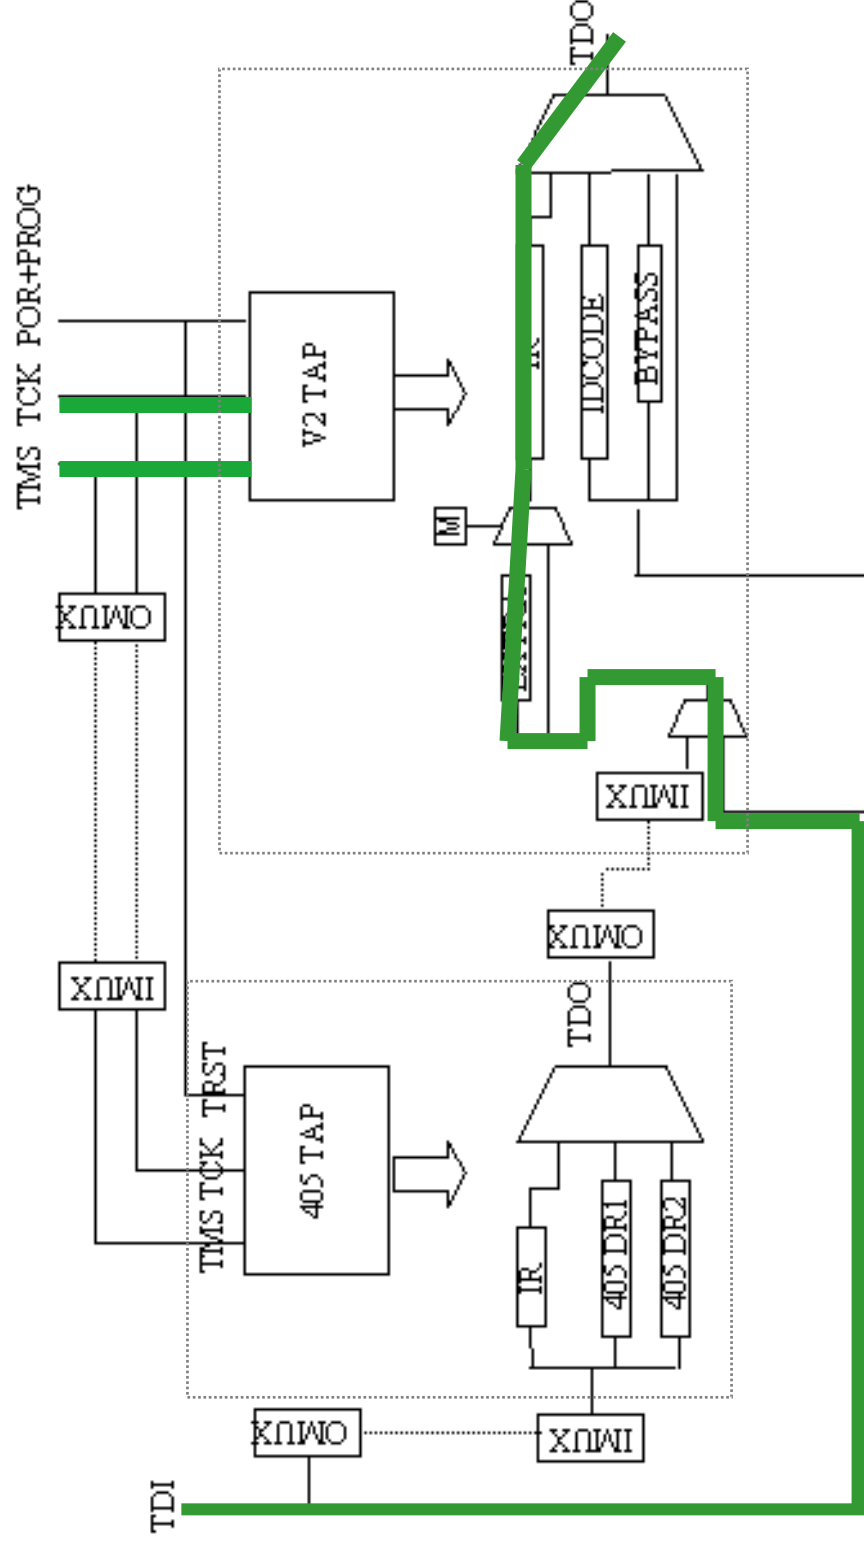 TMS TCK POR+PROG
IMUX
OMUX
TDI
TMS TCK TRST
OMUX
405 TAP
V2 TAP
M
IR
TDO
TDO
IMUX
OMUX
IDCODE
405 DR1
IMUX
BYPASS
405 DR2